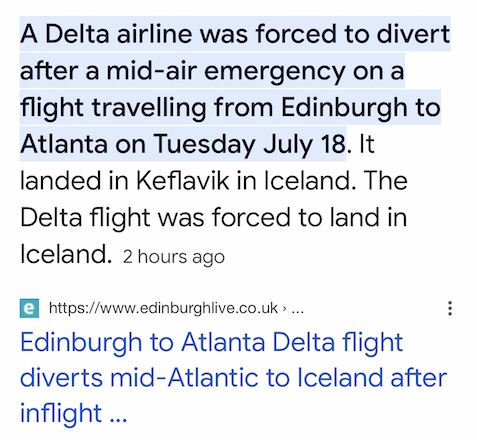 A Delta airline was forced to divert
after a mid-air emergency on a
flight travelling from Edinburgh to
Atlanta on Tuesday July 18. It
landed in Keflavik in Iceland. The
Delta flight was forced to land in
Iceland. 2 hours ago
e https://www.edinburghlive.co.uk › ...
Edinburgh to Atlanta Delta flight
diverts mid-Atlantic to Iceland after
inflight ...